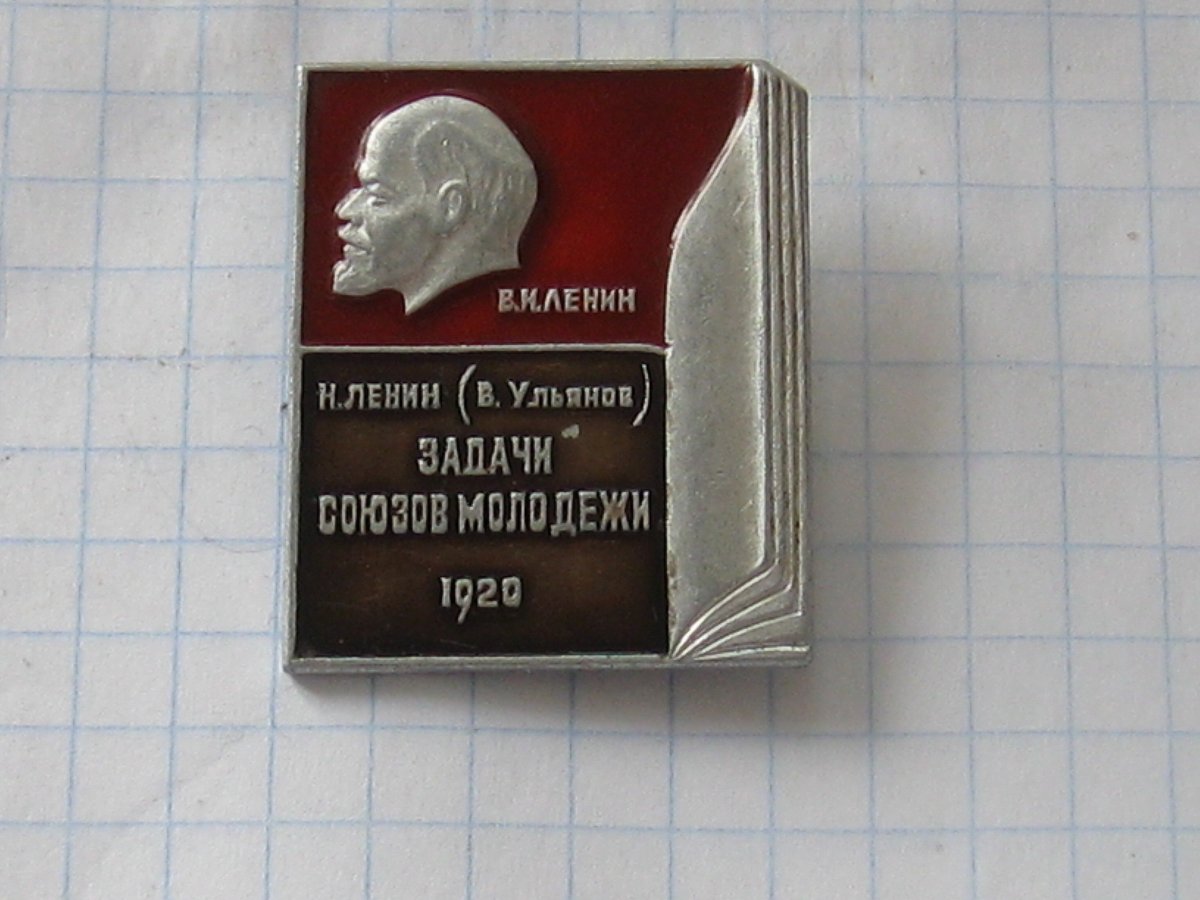 В.И.ЛЕНИН
Н.ЛЕНИН (В. Ульянов)
ЗАДАЧИ
СОЮЗОВ МОЛОДЕЖИ
1920